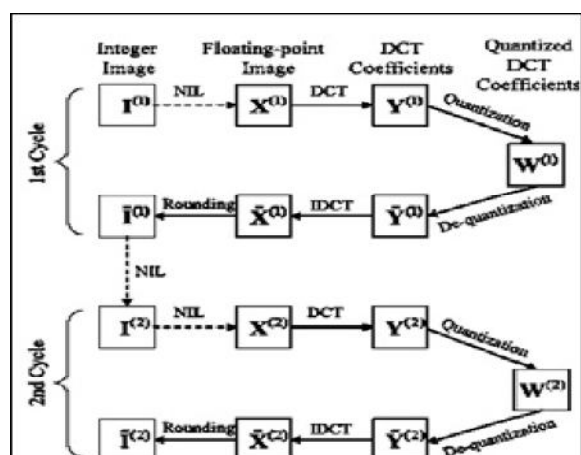 Integer Image Floating-point Image DCT Coefficients Quantized DCT Coefficients
1st Cycle
I(1) NIL X(1) DCT Y(1) Quantization
W(1)
Ī(1) Rounding X̄(1) IDCT Ȳ(1) De-quantization
NIL
2nd Cycle
I(2) NIL X(2) DCT Y(2) Quantization
W(2)
Ī(2) Rounding X̄(2) IDCT Ȳ(2) De-quantization